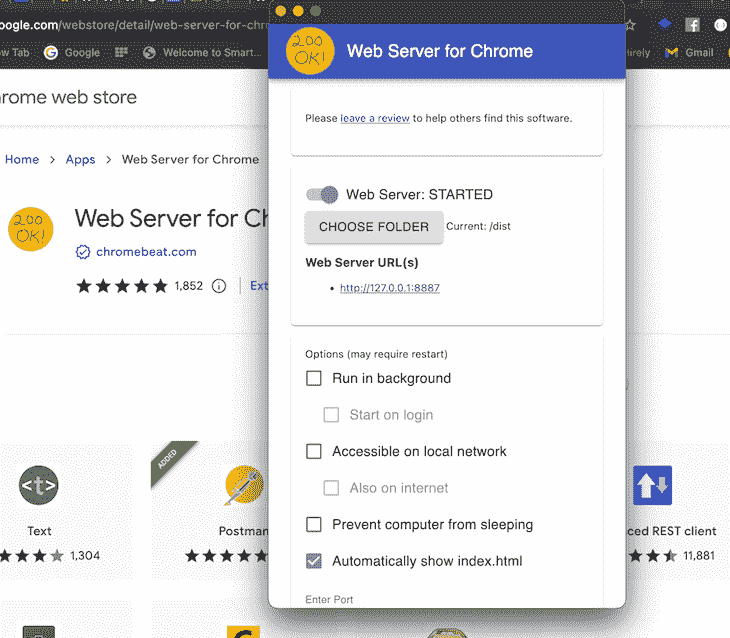 oogle.com/webstore/detail/web-server-for-chr
w Tab Google Welcome to Smart...
irely Gmail
hrome web store
Home > Apps > Web Server for Chrome
200 OK!
Web Server for Ch
chromebeat.com
1,852 Ext
200 OK!
Web Server for Chrome
Please leave a review to help others find this software.
Web Server: STARTED
CHOOSE FOLDER Current: /dist
Web Server URL(s)
• http://127.0.0.1:8887
Options (may require restart)
Run in background
Start on login
Accessible on local network
Also on internet
Prevent computer from sleeping
Automatically show index.html
Enter Port
<t>
Text
1,304
ADDED
Postman
ced REST client
11,881